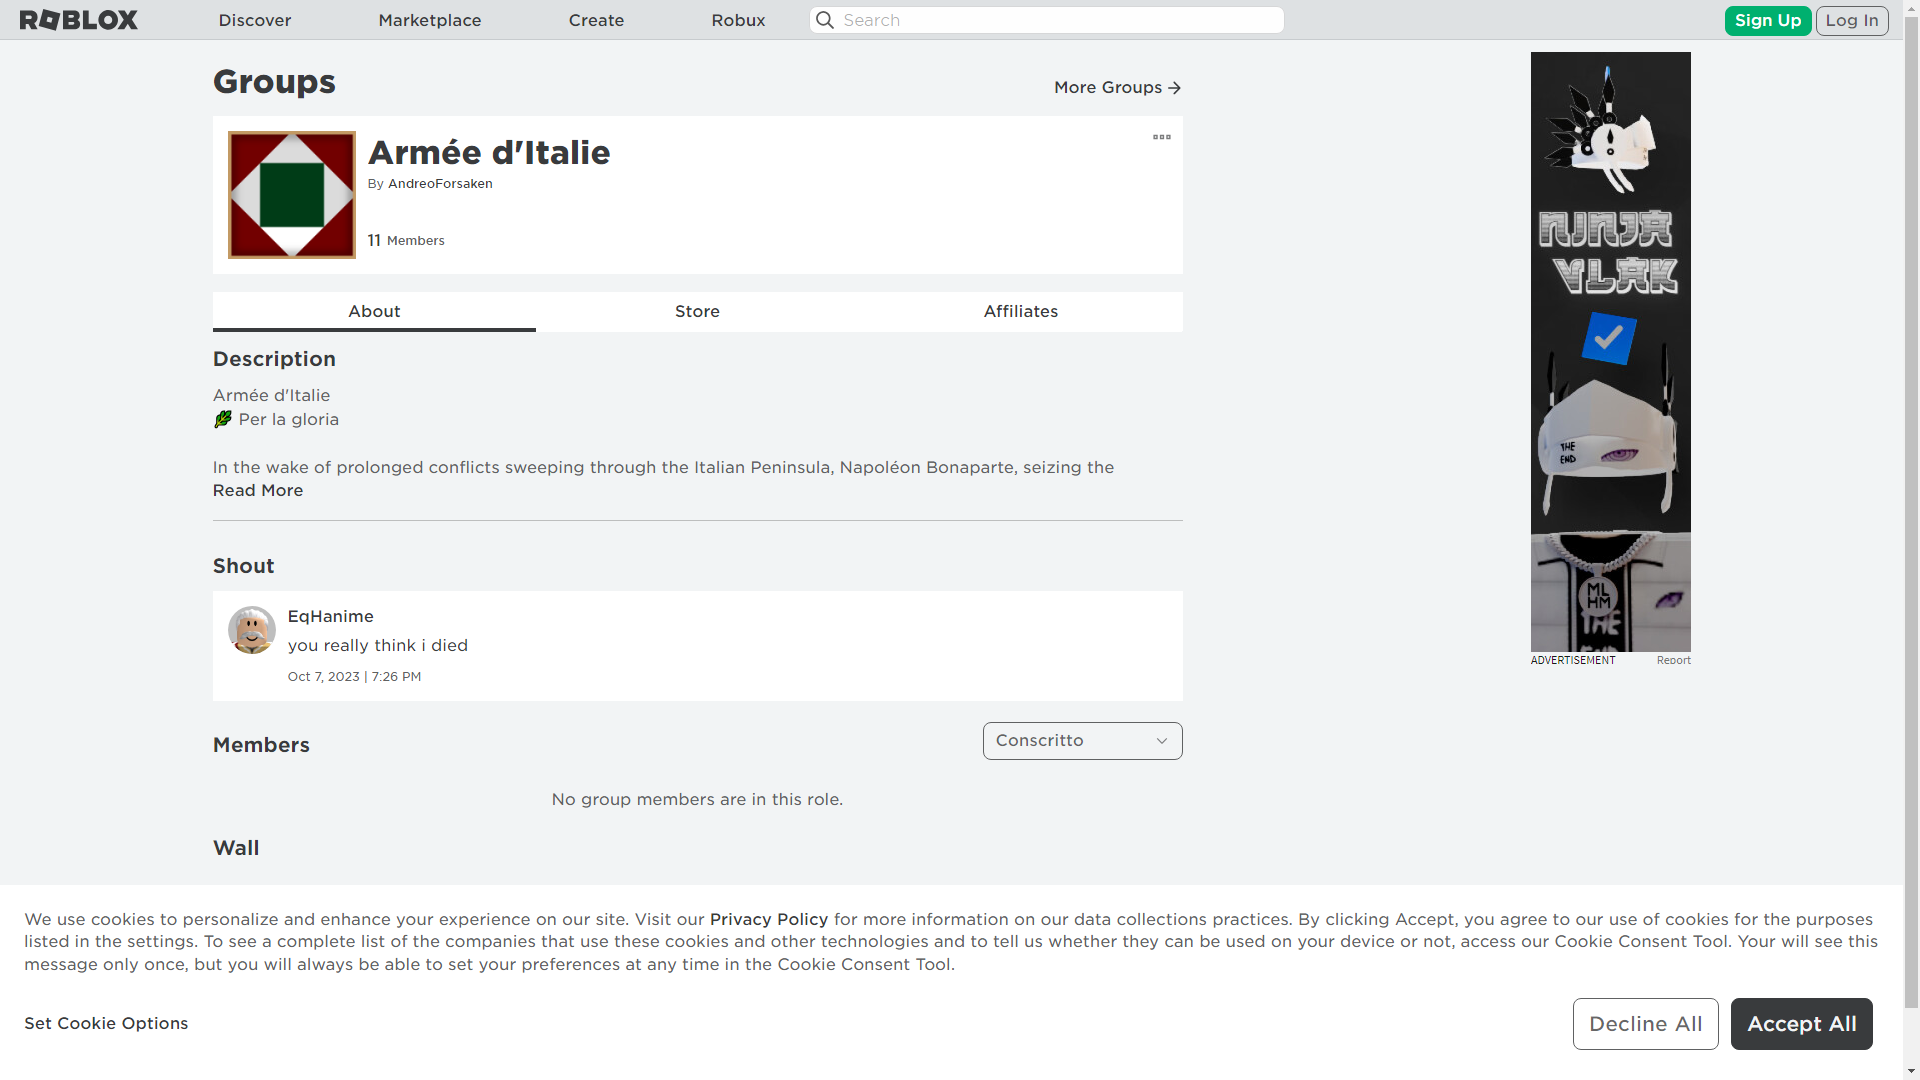 ROBLOX
Discover
Marketplace
Create
Robux
Search
Sign Up
Log In
Groups
More Groups
Armée d'Italie
By AndreoForsaken
11 Members
About
Store
Affiliates
Description
Armée d'Italie
Per la gloria
In the wake of prolonged conflicts sweeping through the Italian Peninsula, Napoléon Bonaparte, seizing the
Read More
Shout
EqHanime
you really think i died
Oct 7, 2023 | 7:26 PM
Members
Conscritto
No group members are in this role.
Wall
NINJA
VLAK
THE
END
ML
HM
THE
END
ADVERTISEMENT
Report
We use cookies to personalize and enhance your experience on our site. Visit our Privacy Policy for more information on our data collections practices. By clicking Accept, you agree to our use of cookies for the purposes
listed in the settings. To see a complete list of the companies that use these cookies and other technologies and to tell us whether they can be used on your device or not, access our Cookie Consent Tool. Your will see this
message only once, but you will always be able to set your preferences at any time in the Cookie Consent Tool.
Set Cookie Options
Decline All
Accept All